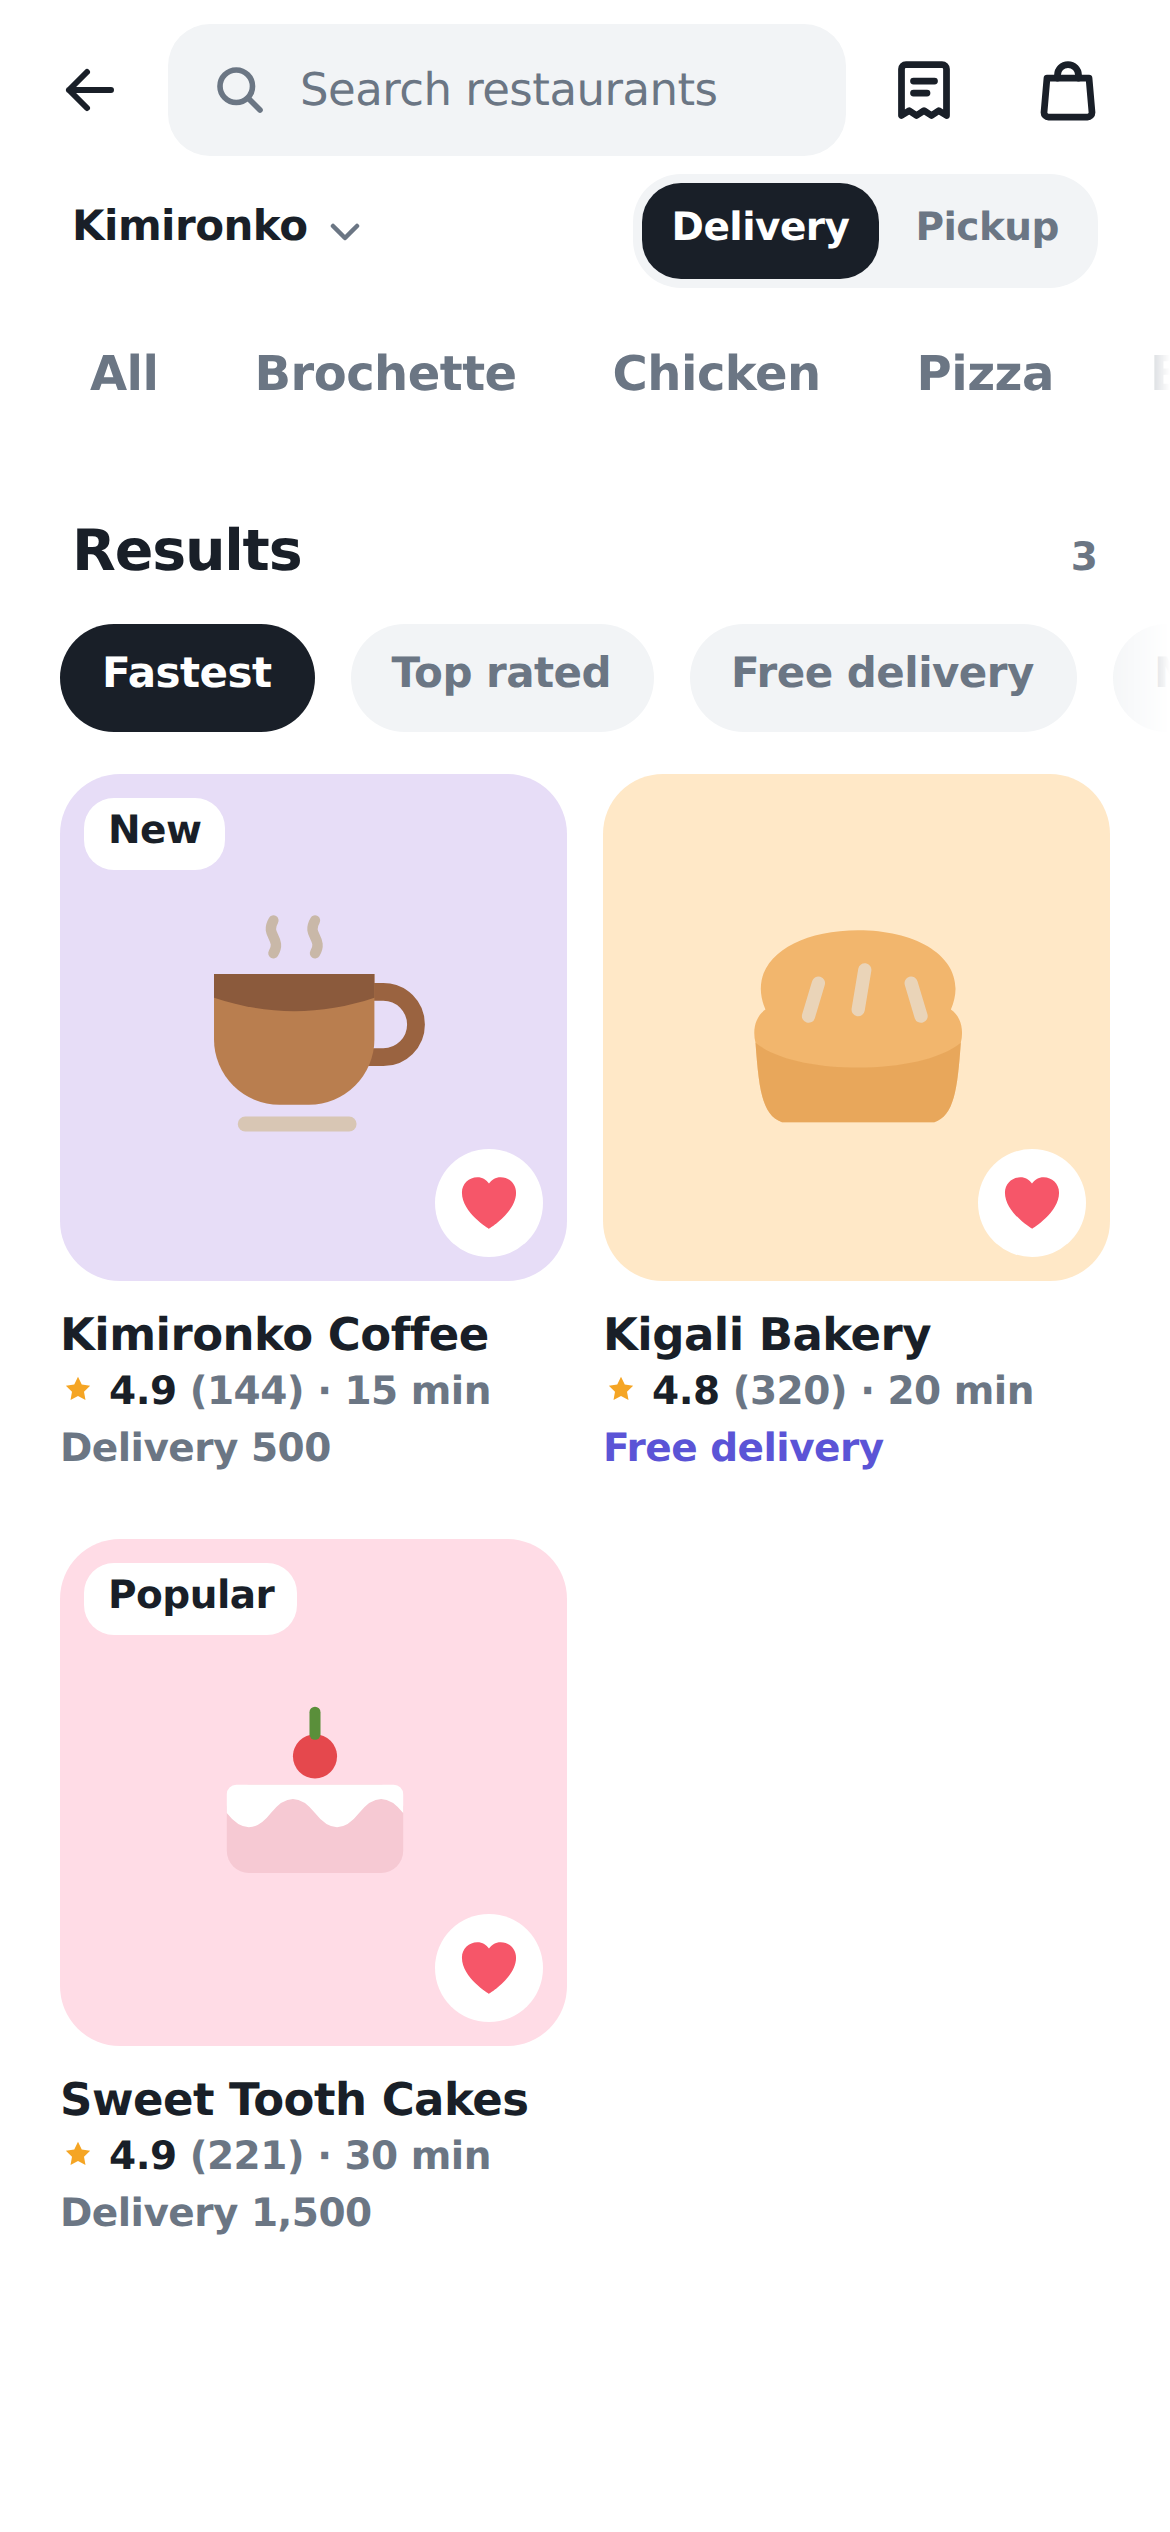 Search restaurants
Kimironko
Delivery Pickup
All Brochette Chicken Pizza
Results
3
Fastest Top rated Free delivery
New
Kimironko Coffee
4.9 (144) · 15 min
Delivery 500
Kigali Bakery
4.8 (320) · 20 min
Free delivery
Popular
Sweet Tooth Cakes
4.9 (221) · 30 min
Delivery 1,500